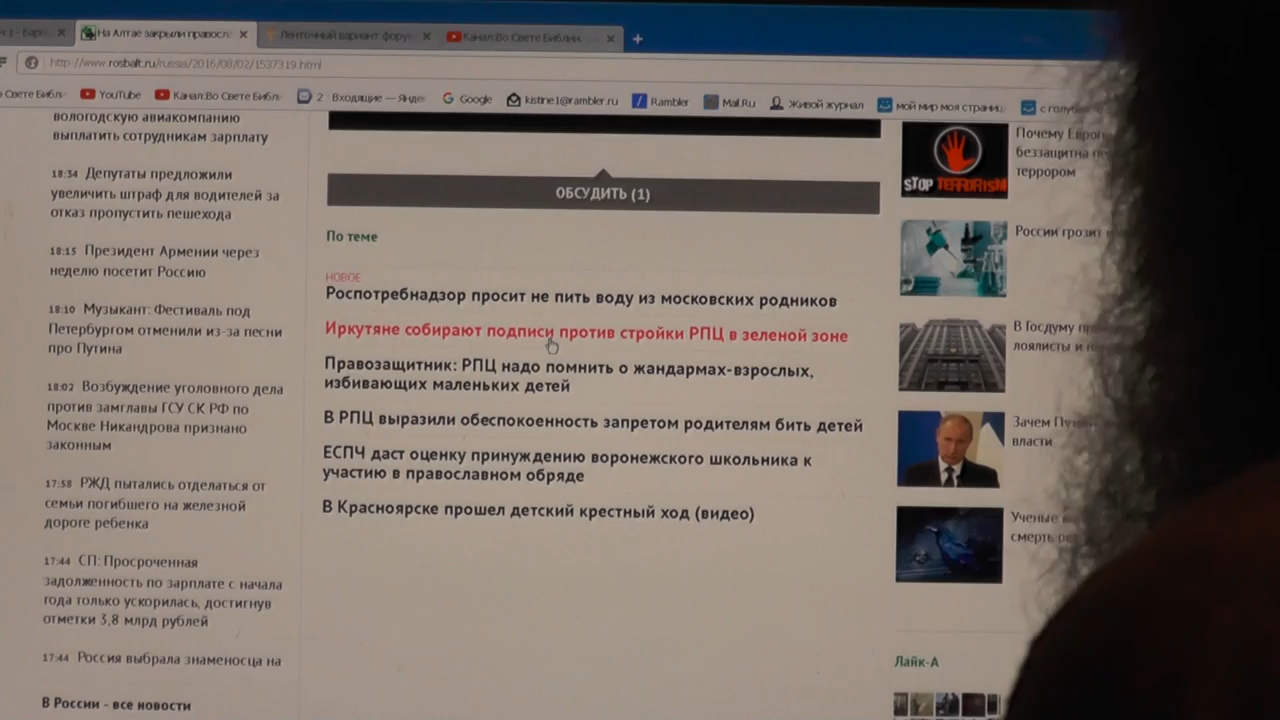 На Алтае закрыли правосл
Ленточный вариант фору
Канал:Во Свете Библии.
http://www.rosbalt.ru/russia/2016/08/02/1537319.html
о Свете Библ
YouTube
Канал:Во Свете Библ
2
Входящие — Янде
Google
kistine1@rambler.ru
Rambler
Mail.Ru
Живой журнал
мой мир моя страниц
с голуб
вологодскую авиакомпанию
выплатить сотрудникам зарплату
18:34 Депутаты предложили
увеличить штраф для водителей за
отказ пропустить пешехода
18:15 Президент Армении через
неделю посетит Россию
18:10 Музыкант: Фестиваль под
Петербургом отменили из-за песни
про Путина
18:02 Возбуждение уголовного дела
против замглавы ГСУ СК РФ по
Москве Никандрова признано
законным
17:58 РЖД пытались отделаться от
семьи погибшего на железной
дороге ребенка
17:44 СП: Просроченная
задолженность по зарплате с начала
года только ускорилась, достигнув
отметки 3,8 млрд рублей
17:44 Россия выбрала знаменосца на
В России - все новости
ОБСУДИТЬ (1)
По теме
НОВОЕ
Роспотребнадзор просит не пить воду из московских родников
Иркутяне собирают подписи против стройки РПЦ в зеленой зоне
Правозащитник: РПЦ надо помнить о жандармах-взрослых,
избивающих маленьких детей
В РПЦ выразили обеспокоенность запретом родителям бить детей
ЕСПЧ даст оценку принуждению воронежского школьника к
участию в православном обряде
В Красноярске прошел детский крестный ход (видео)
STOP TERRORISM
Почему Европ
беззащитна пе
террором
России грозит
В Госдуму пр
лоялисты и
Зачем
власти
Ученые
смерть
Лайк-А